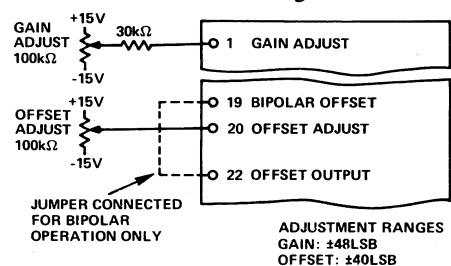 +15V
GAIN
ADJUST
100kΩ
30kΩ
-15V
1 GAIN ADJUST
+15V
OFFSET
ADJUST
100kΩ
-15V
19 BIPOLAR OFFSET
20 OFFSET ADJUST
22 OFFSET OUTPUT
JUMPER CONNECTED
FOR BIPOLAR
OPERATION ONLY
ADJUSTMENT RANGES
GAIN: ±48LSB
OFFSET: ±40LSB